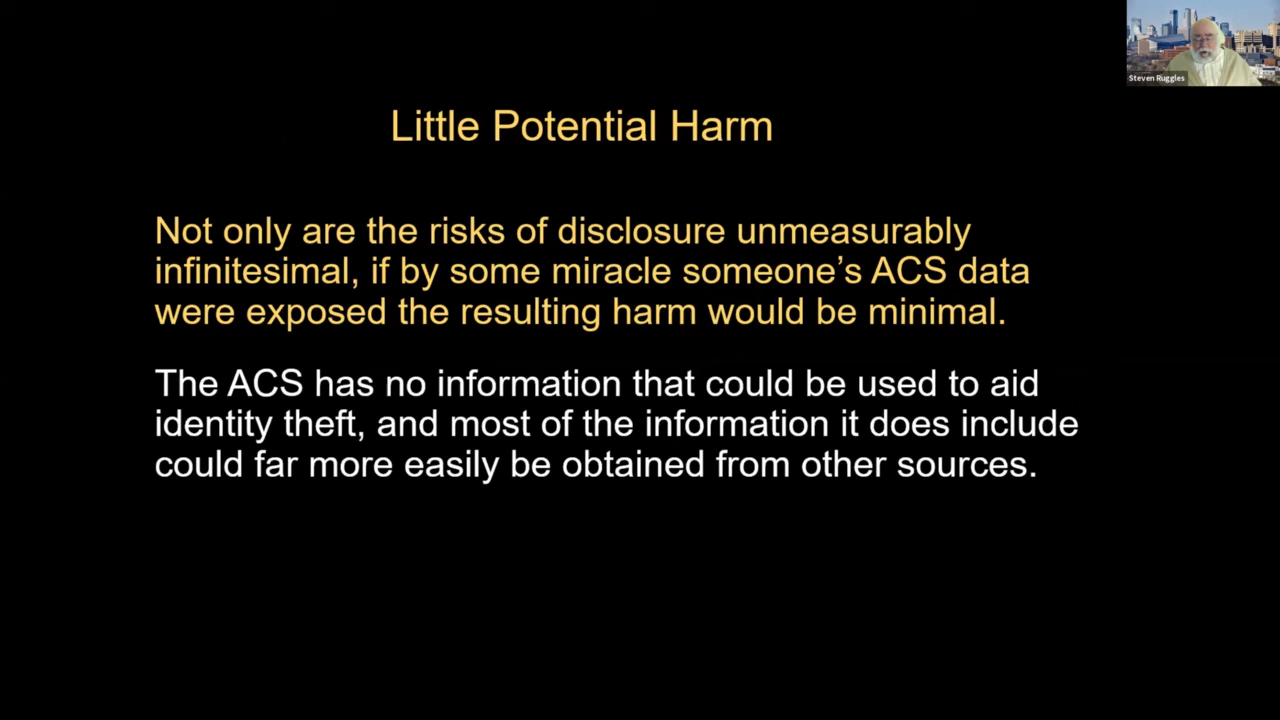 Steven Ruggles
Little Potential Harm
Not only are the risks of disclosure unmeasurably
infinitesimal, if by some miracle someone’s ACS data
were exposed the resulting harm would be minimal.
The ACS has no information that could be used to aid
identity theft, and most of the information it does include
could far more easily be obtained from other sources.